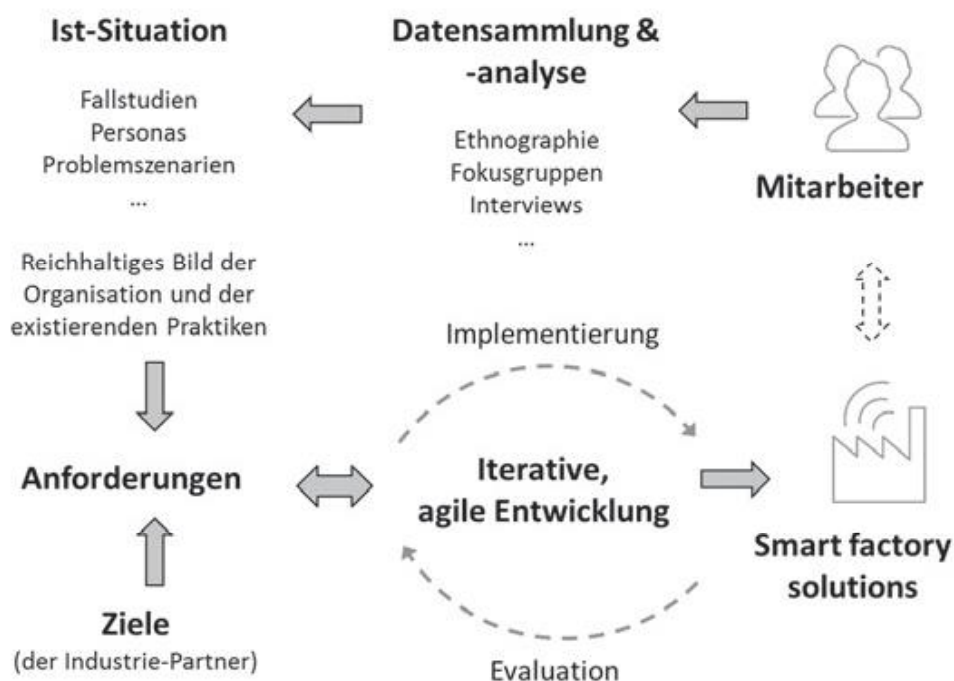 Ist-Situation
Fallstudien
Personas
Problemszenarien
...
Reichhaltiges Bild der
Organisation und der
existierenden Praktiken
Datensammlung &
-analyse
Ethnographie
Fokusgruppen
Interviews
...
Mitarbeiter
Implementierung
Anforderungen
Iterative,
agile Entwicklung
Smart factory
solutions
Ziele
(der Industrie-Partner)
Evaluation